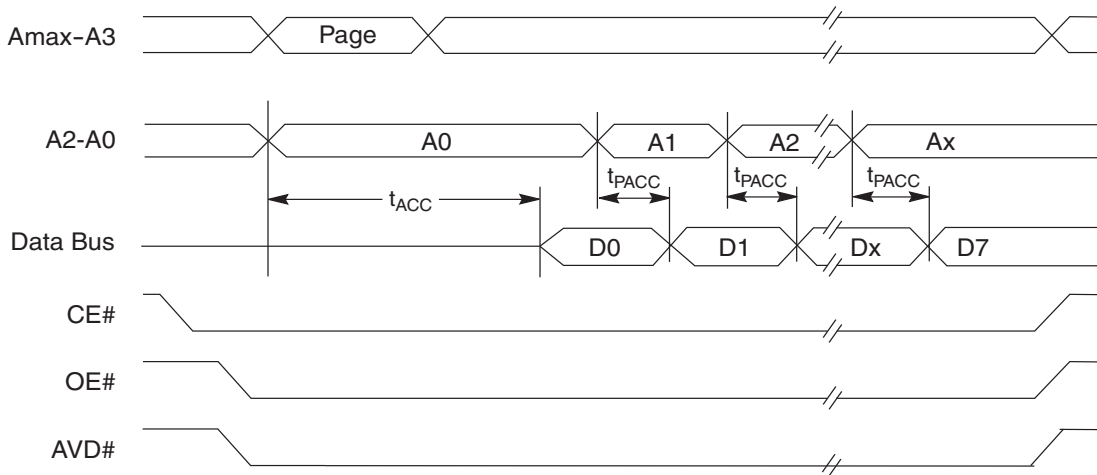 Amax–A3 Page
A2-A0 A0 A1 A2 Ax
tACC tPACC tPACC tPACC
Data Bus D0 D1 Dx D7
CE#
OE#
AVD#